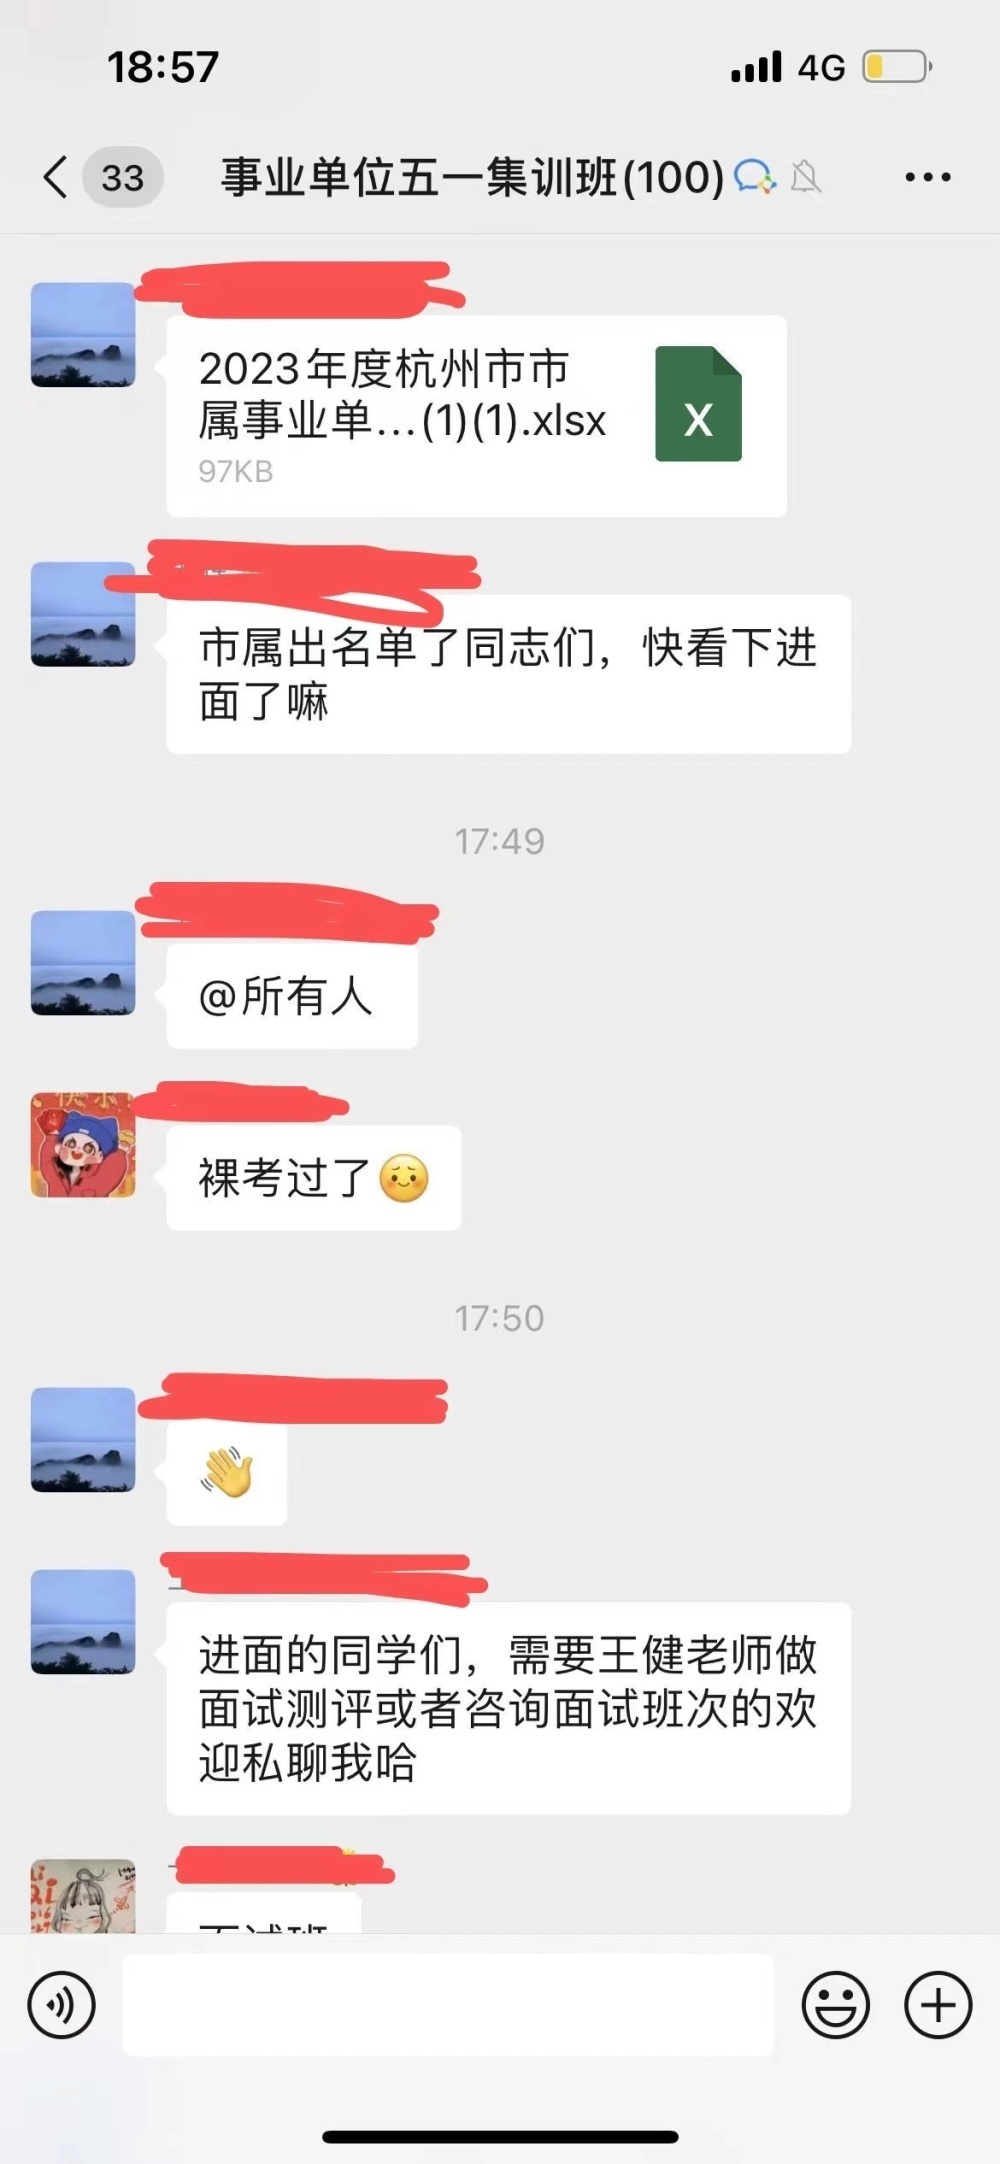 18:57
4G
33
事业单位五一集训班(100)
2023年度杭州市市
属事业单...(1)(1).xlsx
X
97KB
市属出名单了同志们，快看下进
面了嘛
17:49
@所有人
裸考过了🥹
17:50
👋
进面的同学们，需要王健老师做
面试测评或者咨询面试班次的欢
迎私聊我哈
面试班